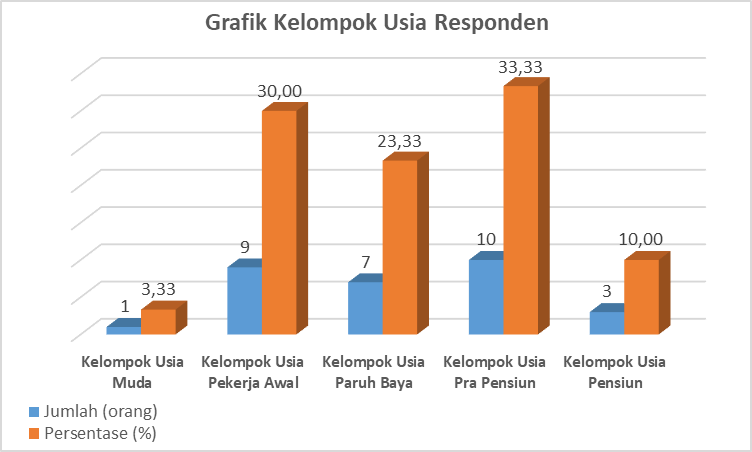 Grafik Kelompok Usia Responden
1
3,33
9
30,00
7
23,33
10
33,33
3
10,00
Kelompok Usia
Muda
Kelompok Usia
Pekerja Awal
Kelompok Usia
Paruh Baya
Kelompok Usia
Pra Pensiun
Kelompok Usia
Pensiun
Jumlah (orang)
Persentase (%)